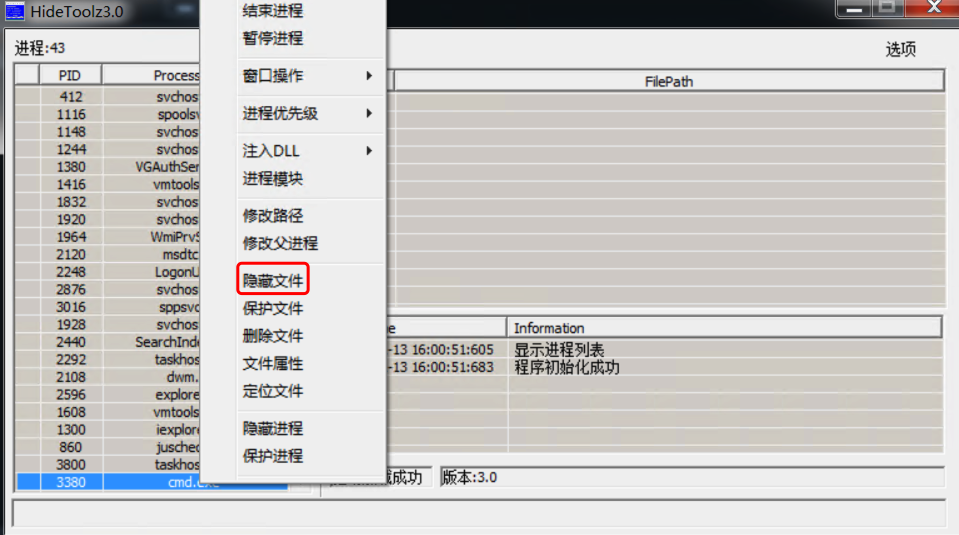 HideToolz3.0
进程:43
选项
PID Process
FilePath
412 svchos
1116 spools
1148 svchos
1244 svchos
1380 VGAuthSer
1416 vmtools
1832 svchos
1920 svchos
1964 WmiPrvS
2120 msdtc
2248 LogonU
2876 svchos
3016 sppsvc
1928 svchos
2440 SearchInde
2292 taskhos
2108 dwm.
2596 explore
1608 vmtools
1300 iexplore
860 jusched
3800 taskhos
3380 cmd.exe
结束进程
暂停进程
窗口操作
进程优先级
注入DLL
进程模块
修改路径
修改父进程
隐藏文件
保护文件
删除文件
文件属性
定位文件
隐藏进程
保护进程
e Information
-13 16:00:51:605 显示进程列表
-13 16:00:51:683 程序初始化成功
成功
版本:3.0